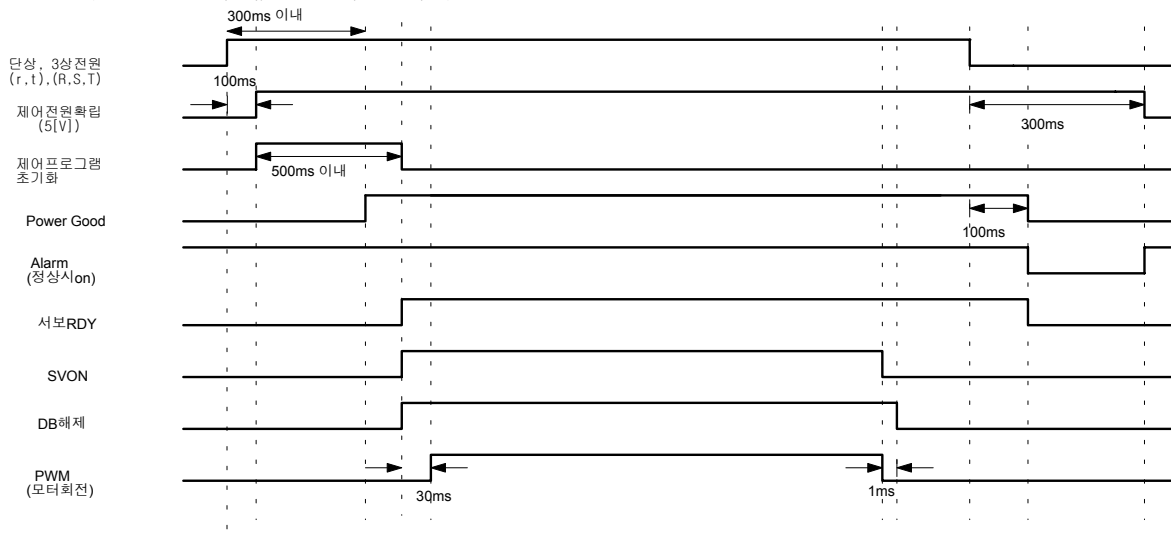 300ms 이내
단상, 3상전원
(r,t),(R,S,T)
100ms
제어전원확립
(5[V])
300ms
제어프로그램
초기화
500ms 이내
Power Good
100ms
Alarm
(정상시on)
서보RDY
SVON
DB해제
PWM
(모터회전)
30ms
1ms